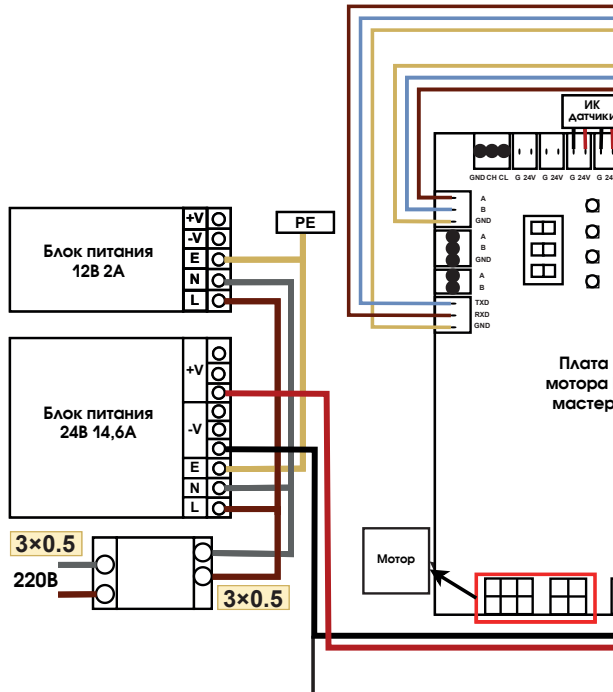 ИК
датчики
GND CH CL
G 24V
G 24V
G 24V
G 24
PE
+V
-V
E
N
L
Блок питания
12В 2А
A
B
GND
A
B
GND
A
B
TXD
RXD
GND
Блок питания
24В 14,6А
+V
-V
E
N
L
Плата
мотора
мастер
3×0.5
220В
3×0.5
Мотор